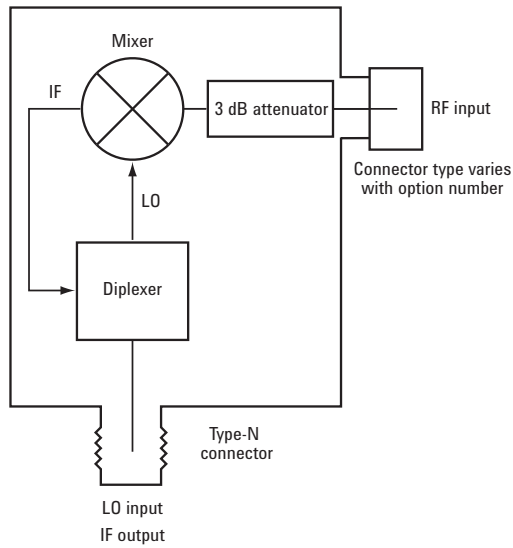 Mixer
IF
3 dB attenuator
RF input
Connector type varies
with option number
LO
Diplexer
Type-N
connector
LO input
IF output